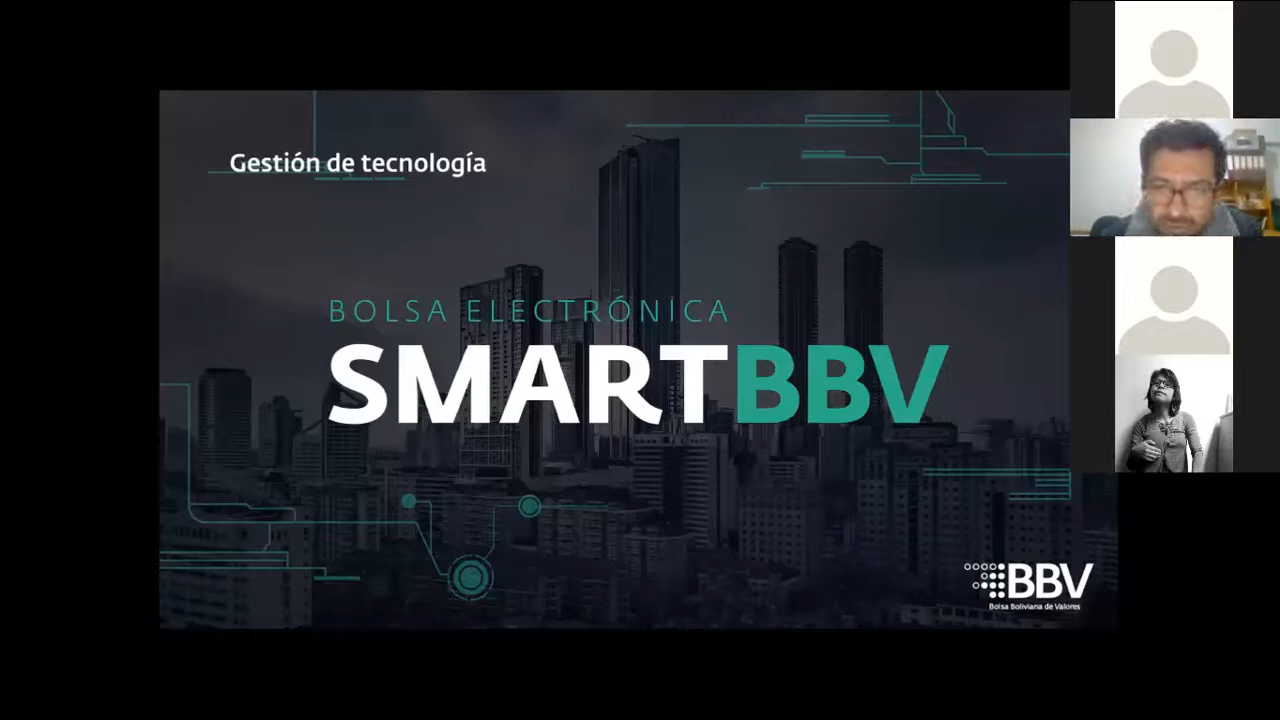 Gestión de tecnología
BOLSA ELECTRÓNICA
SMARTBBV
BBV
Bolsa Boliviana de Valores